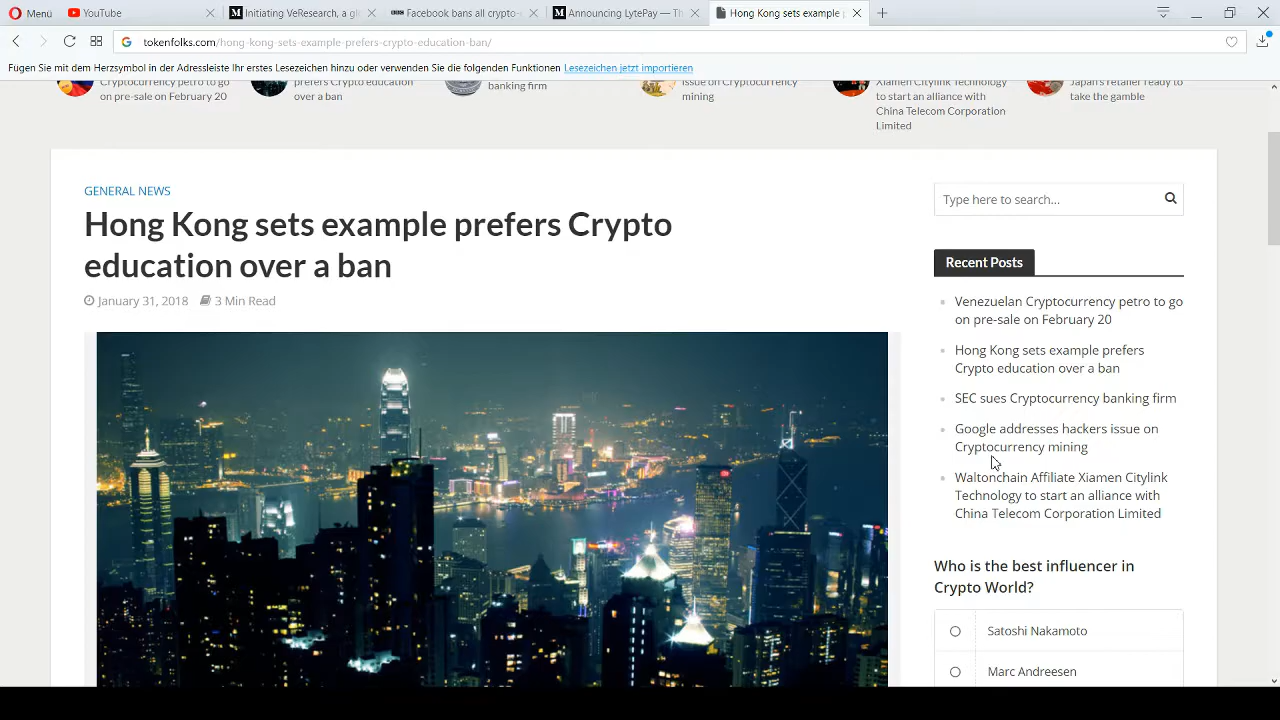 Menü
YouTube
Initiating VeResearch, a gl
BBC Facebook bans all crypto-
Announcing LytePay — Th
Hong Kong sets example p
tokenfolks.com/hong-kong-sets-example-prefers-crypto-education-ban/
Fügen Sie mit dem Herzsymbol in der Adressleiste Ihr erstes Lesezeichen hinzu oder verwenden Sie die folgenden Funktionen Lesezeichen jetzt importieren
Cryptocurrency petro to go
on pre-sale on February 20
prefers Crypto education
over a ban
banking firm
issue on Cryptocurrency
mining
Xiamen Citylink Technology
to start an alliance with
China Telecom Corporation
Limited
Japan's retailer ready to
take the gamble
GENERAL NEWS
Hong Kong sets example prefers Crypto
education over a ban
January 31, 2018 3 Min Read
Type here to search...
Recent Posts
Venezuelan Cryptocurrency petro to go
on pre-sale on February 20
Hong Kong sets example prefers
Crypto education over a ban
SEC sues Cryptocurrency banking firm
Google addresses hackers issue on
Cryptocurrency mining
Waltonchain Affiliate Xiamen Citylink
Technology to start an alliance with
China Telecom Corporation Limited
Who is the best influencer in
Crypto World?
Satoshi Nakamoto
Marc Andreesen